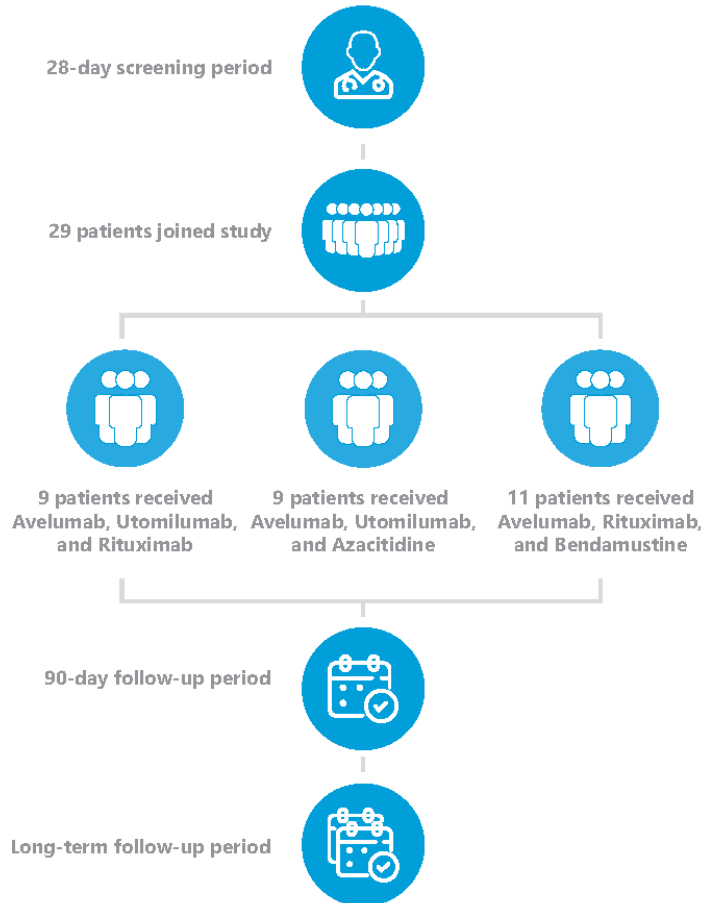 28-day screening period
29 patients joined study
9 patients received
Avelumab, Utomilumab,
and Rituximab
9 patients received
Avelumab, Utomilumab,
and Azacitidine
11 patients received
Avelumab, Rituximab,
and Bendamustine
90-day follow-up period
Long-term follow-up period